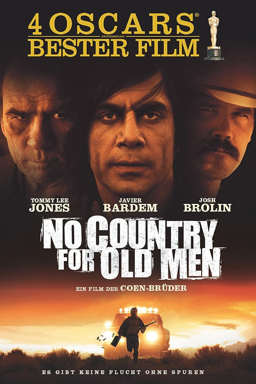 4 OSCARS®
BESTER FILM
TOMMY LEE JONES
JAVIER BARDEM
JOSH BROLIN
NO COUNTRY
FOR OLD MEN
EIN FILM DER COEN-BRÜDER
ES GIBT KEINE FLUCHT OHNE SPUREN